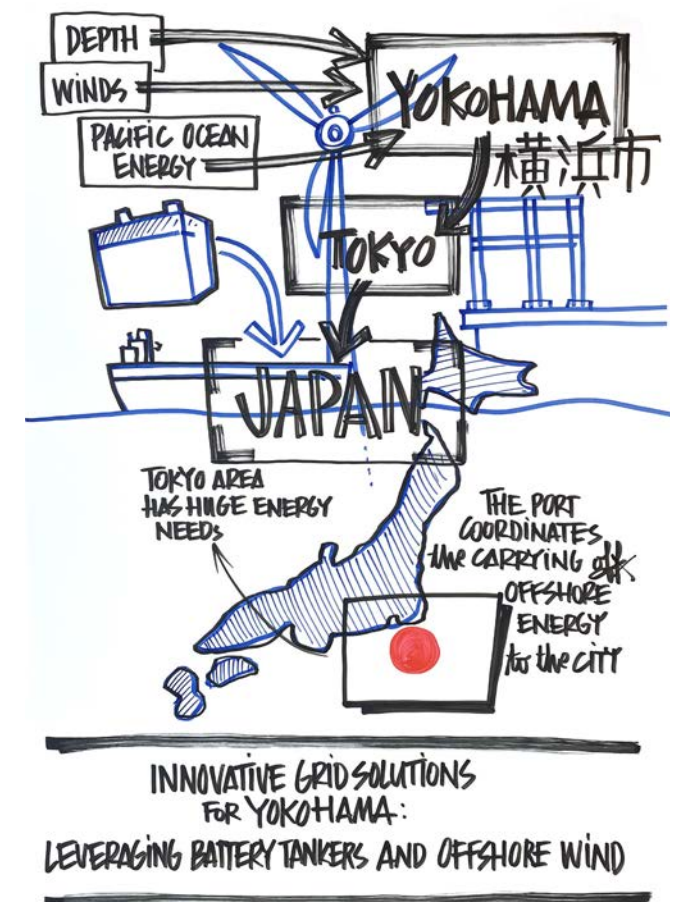 DEPTH
WINDS
PACIFIC OCEAN
ENERGY
YOKOHAMA
横浜市
TOKYO
JAPAN
TOKYO AREA
HAS HUGE ENERGY
NEEDS
THE PORT
COORDINATES
the CARRYING
OFFSHORE
ENERGY
to the CITY
INNOVATIVE GRID SOLUTIONS
FOR YOKOHAMA:
LEVERAGING BATTERY TANKERS AND OFFSHORE WIND